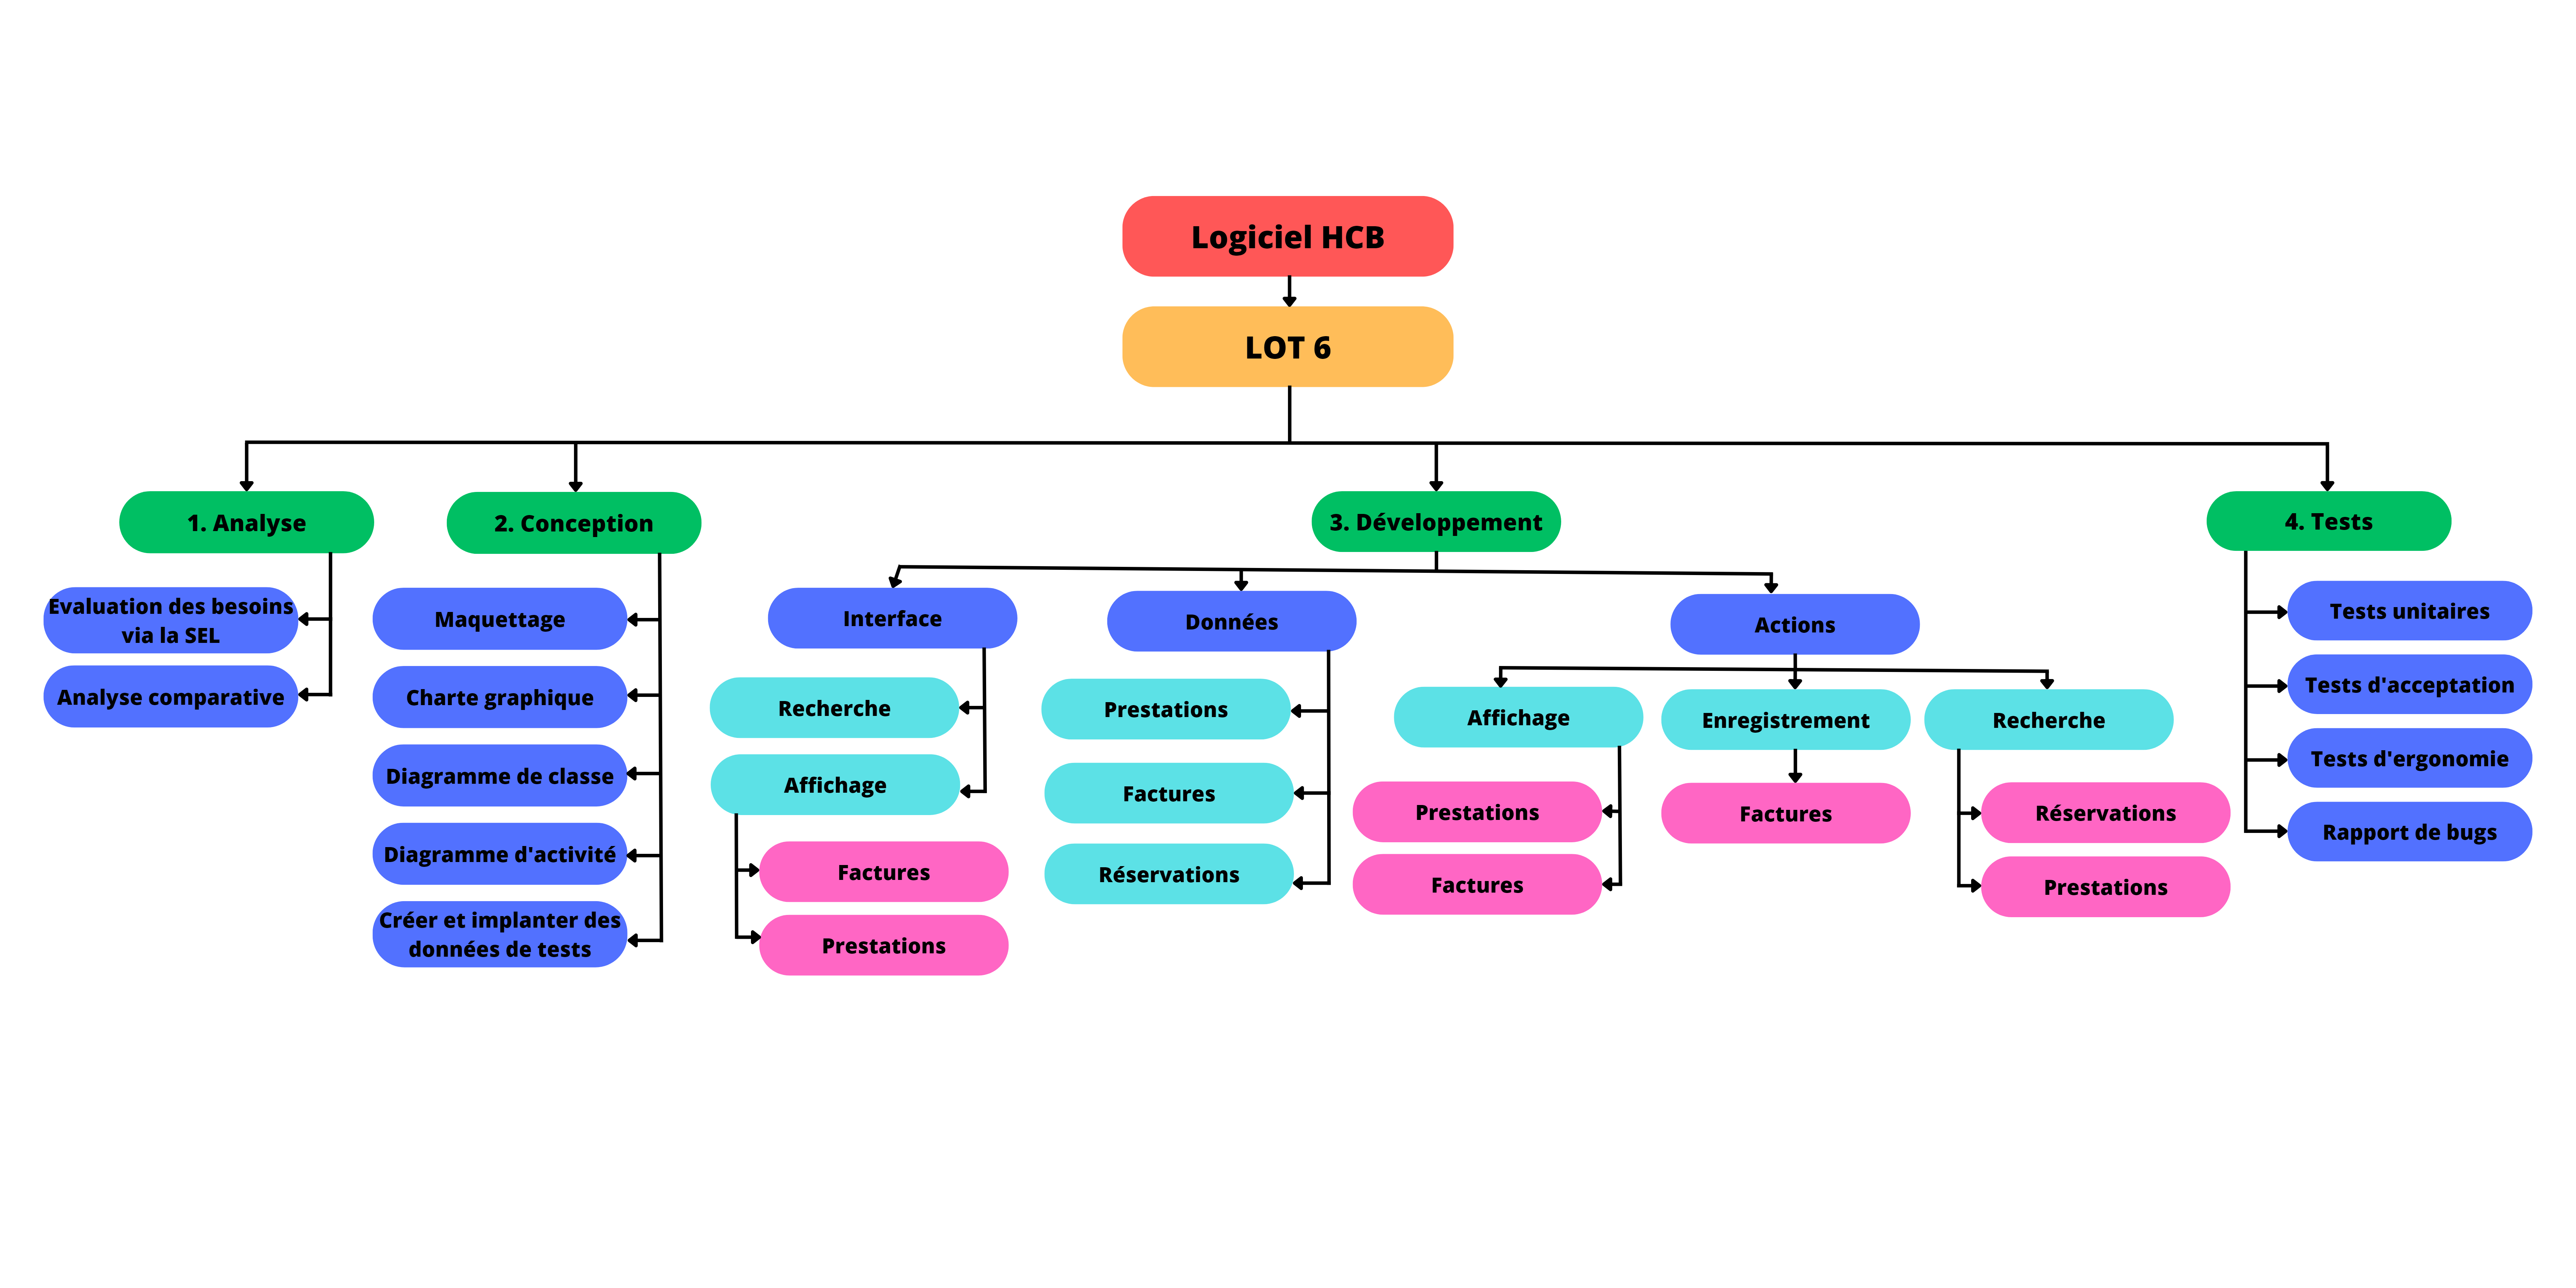 Logiciel HCB
LOT 6
1. Analyse
Evaluation des besoins
via la SEL
Analyse comparative
2. Conception
Maquettage
Charte graphique
Diagramme de classe
Diagramme d'activité
Créer et implanter des
données de tests
3. Développement
Interface
Recherche
Affichage
Factures
Prestations
Données
Prestations
Factures
Réservations
Actions
Affichage
Prestations
Factures
Enregistrement
Factures
Recherche
Réservations
Prestations
4. Tests
Tests unitaires
Tests d'acceptation
Tests d'ergonomie
Rapport de bugs